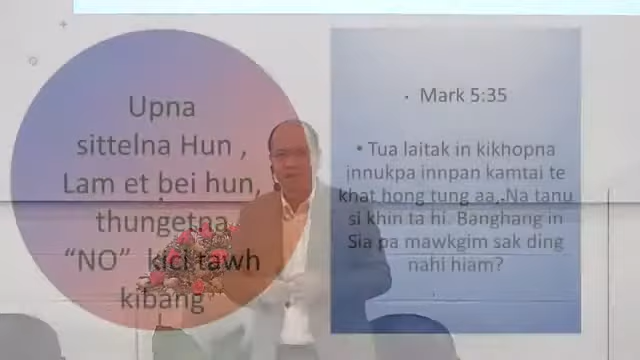 Upna
sittelna Hun ,
Lam et bei hun,
thungetna
“NO” kici tawh
kibang
• Mark 5:35
• Tua laitak in kikhopna
innukpa innpan kamtai te
khat hong tung aa, Na tanu
si khin ta hi. Banghang in
Sia pa mawkgim sak ding
nahi hiam?